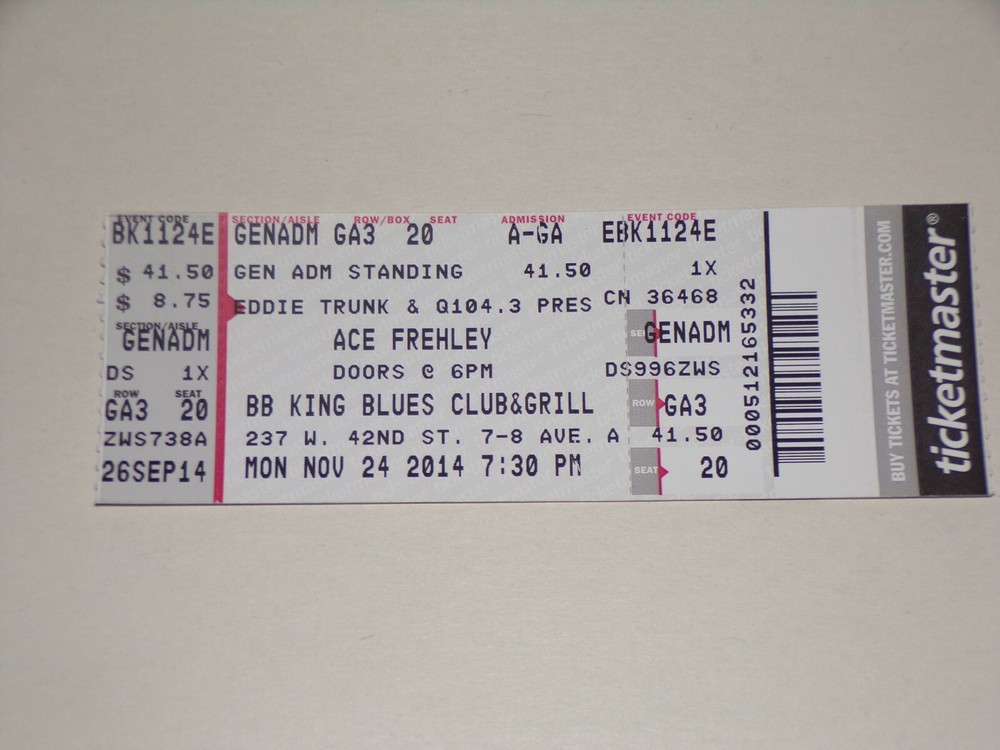 EVENT CODE
BK1124E
$ 41.50
$ 8.75
SECTION/AISLE
GENADM
DS 1X
ROW SEAT
GA3 20
ZWS738A
26SEP14
SECTION/AISLE ROW/BOX SEAT ADMISSION
GENADM GA3 20 A-GA
GEN ADM STANDING 41.50
EDDIE TRUNK & Q104.3 PRES
ACE FREHLEY
DOORS @ 6PM
BB KING BLUES CLUB&GRILL
237 W. 42ND ST. 7-8 AVE. A
MON NOV 24 2014 7:30 PM
EVENT CODE
EBK1124E
1X
CN 36468
SEC GENADM
DS996ZWS
ROW GA3
41.50
SEAT 20
000512165332
BUY TICKETS AT TICKETMASTER.COM
ticketmaster®